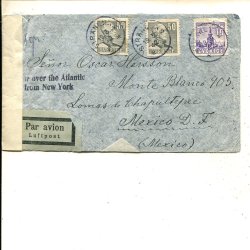 over the Atlantic
from New York
Señor Oscar Hersson
Monte Blanco 905
Lomas de Chapultepec
Mexico D. F
(Mexico)
Par avion
Luftpost